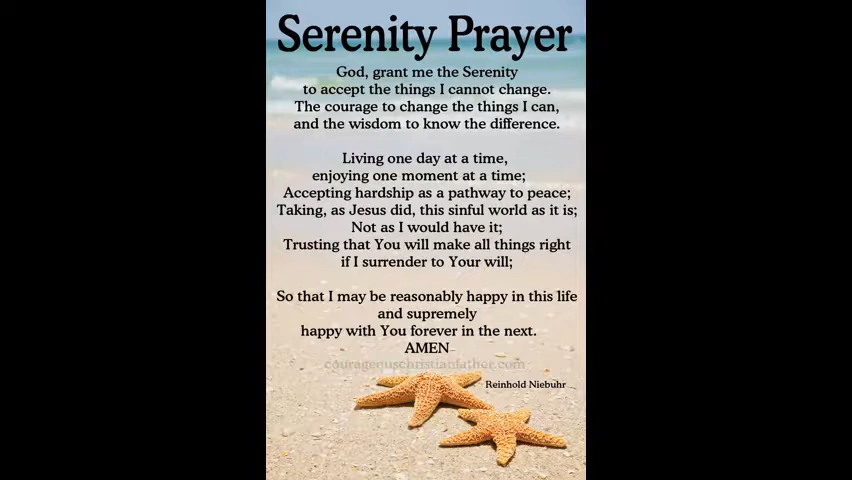 Serenity Prayer
God, grant me the Serenity
to accept the things I cannot change.
The courage to change the things I can,
and the wisdom to know the difference.
Living one day at a time,
enjoying one moment at a time;
Accepting hardship as a pathway to peace;
Taking, as Jesus did, this sinful world as it is;
Not as I would have it;
Trusting that You will make all things right
if I surrender to Your will;
So that I may be reasonably happy in this life
and supremely
happy with You forever in the next.
AMEN
courageouschristianfather.com
Reinhold Niebuhr